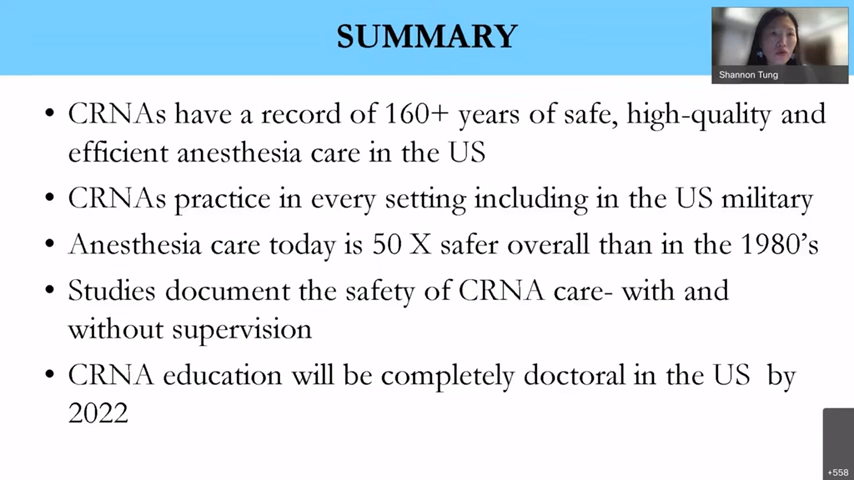 SUMMARY
Shannon Tung
• CRNAs have a record of 160+ years of safe, high-quality and
efficient anesthesia care in the US
• CRNAs practice in every setting including in the US military
• Anesthesia care today is 50 X safer overall than in the 1980’s
• Studies document the safety of CRNA care- with and
without supervision
• CRNA education will be completely doctoral in the US by
2022
+558